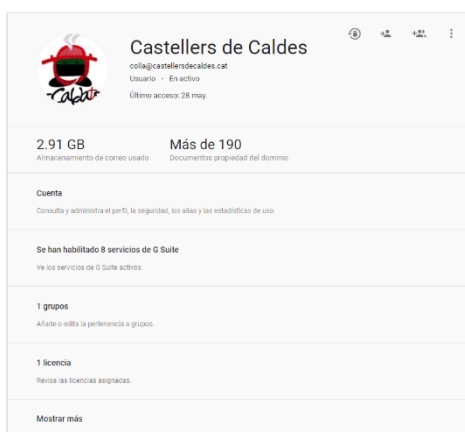 Castellers de Caldes
colla@castellersdecaldes.cat
Usuario - En activo
Último acceso: 28 may.
2.91 GB
Almacenamiento de correo usado
Más de 190
Documentos propiedad del dominio
Cuenta
Consulta y administra el perfil, la seguridad, los alias y las estadísticas de uso.
Se han habilitado 8 servicios de G Suite
Ve los servicios de G Suite activos.
1 grupos
Añade o edita la pertenencia a grupos.
1 licencia
Revisa las licencias asignadas.
Mostrar más